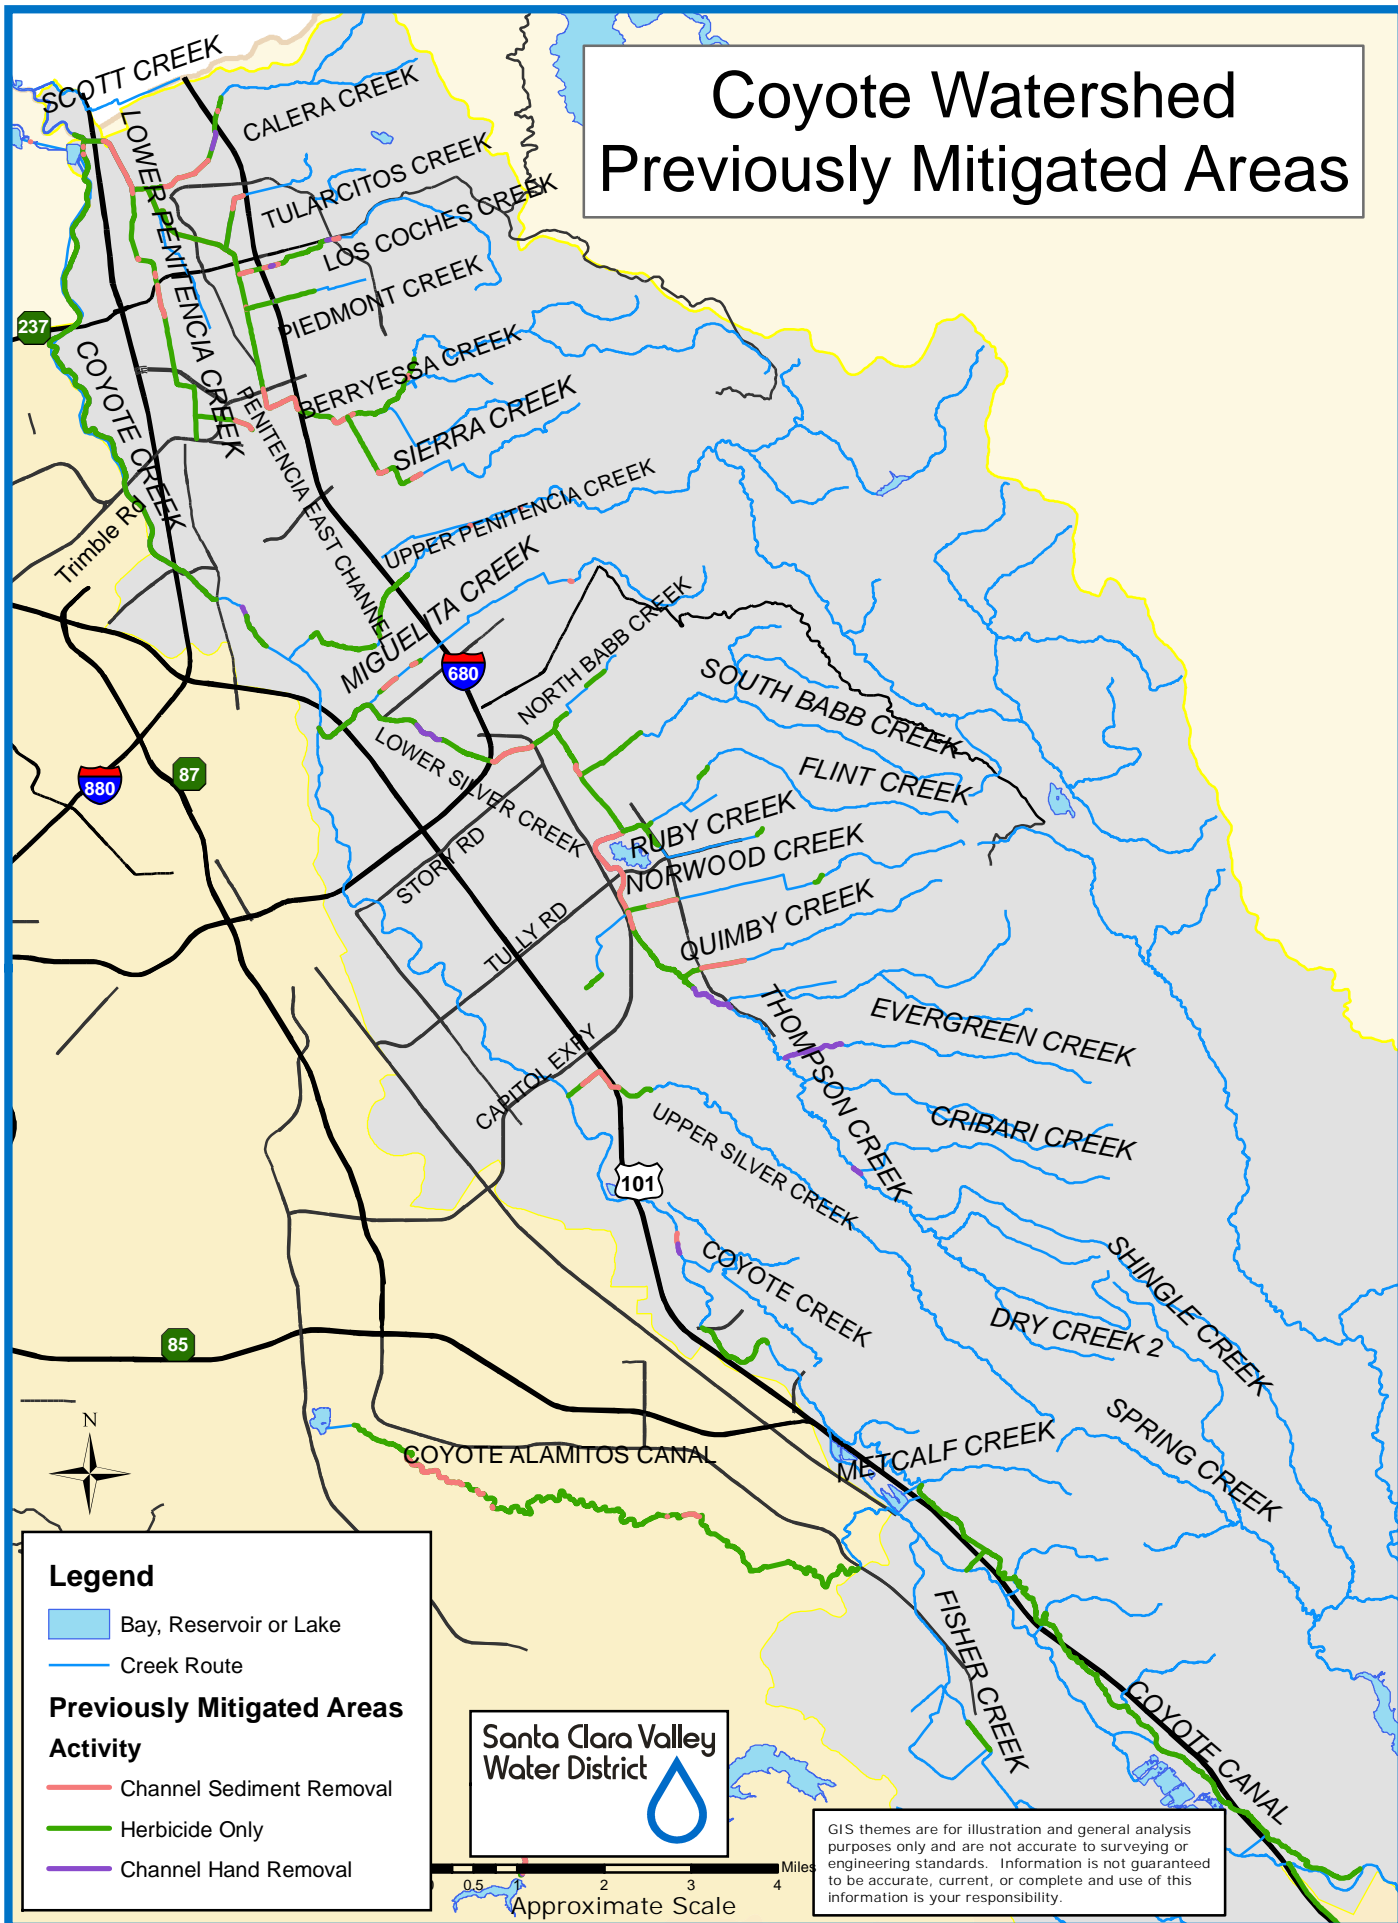 Coyote Watershed
Previously Mitigated Areas
SCOTT CREEK
CALERA CREEK
LOWER PENITENCIA CREEK
TULARCITOS CREEK
LOS COCHES CREEK
PIEDMONT CREEK
237
COYOTE CREEK
BERRYESSA CREEK
SIERRA CREEK
PENITENCIA EAST CHANNEL
UPPER PENITENCIA CREEK
Trimble Rd
MIGUELITA CREEK
NORTH BABB CREEK
680
SOUTH BABB CREEK
LOWER SILVER CREEK
FLINT CREEK
880
87
RUBY CREEK
STORY RD
NORWOOD CREEK
TULLY RD
QUIMBY CREEK
THOMPSON CREEK
EVERGREEN CREEK
CAPITOL EXPY
CRIBARI CREEK
UPPER SILVER CREEK
101
COYOTE CREEK
SHINGLE CREEK
DRY CREEK 2
85
SPRING CREEK
METCALF CREEK
COYOTE ALAMITOS CANAL
N
FISHER CREEK
COYOTE CANAL
Legend
Bay, Reservoir or Lake
Creek Route
Previously Mitigated Areas
Activity
Channel Sediment Removal
Herbicide Only
Channel Hand Removal
Santa Clara Valley
Water District
0.5 1 2 3 4 Miles
Approximate Scale
GIS themes are for illustration and general analysis
purposes only and are not accurate to surveying or
engineering standards. Information is not guaranteed
to be accurate, current, or complete and use of this
information is your responsibility.